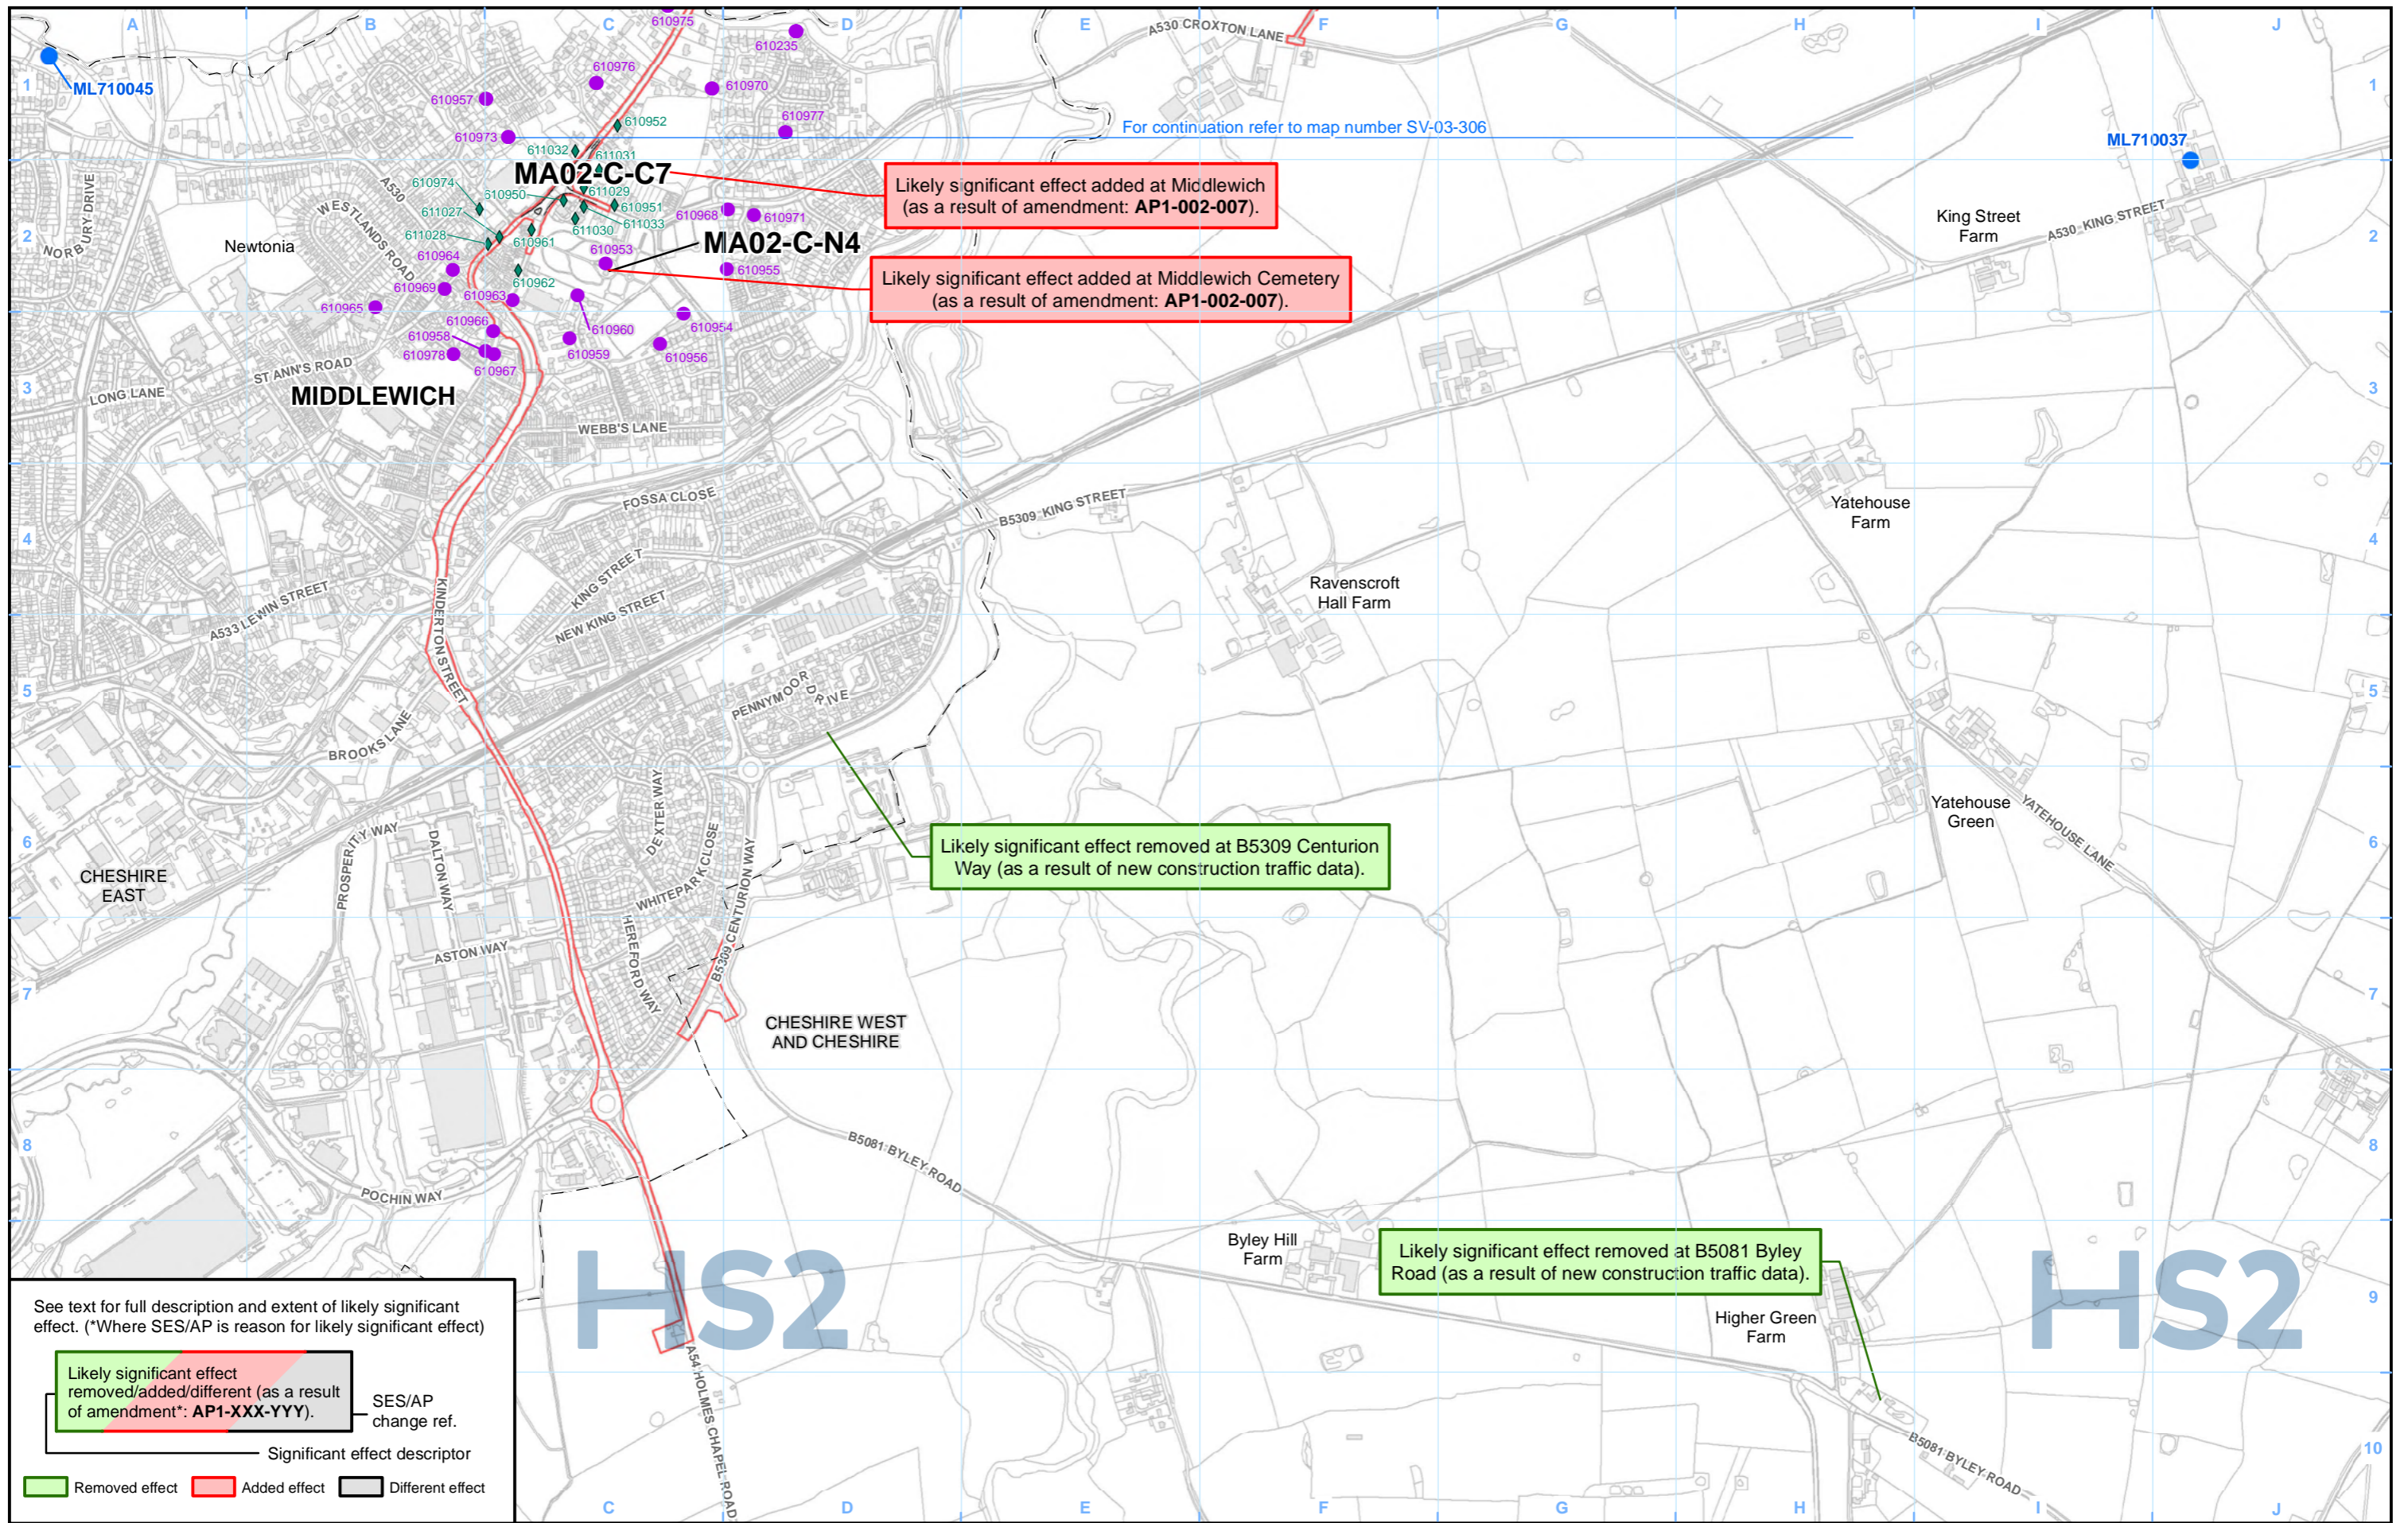 A
B
C
D
E
F
G
H
I
J
610975
610235
A530 CROXTON LANE
1
ML710045
610976
610970
610957
1
610952
610977
610973
For continuation refer to map number SV-03-306
ML710037
611032
611031
MA02-C-C7
A530
610974
610950
611029
610951
Likely significant effect added at Middlewich
(as a result of amendment: AP1-002-007).
NORBURY DRIVE
WESTLANDS ROAD
611027
611033
610968
610971
611030
King Street
Farm
A530 KING STREET
2
Newtonia
611028
610961
MA02-C-N4
2
610964
610953
610955
610969
610962
610963
Likely significant effect added at Middlewich Cemetery
(as a result of amendment: AP1-002-007).
610965
610966
610960
610954
610958
610978
610959
610956
610967
ST ANN'S ROAD
3
LONG LANE
MIDDLEWICH
WEBB'S LANE
3
FOSSA CLOSE
B5309 KING STREET
Yatehouse
Farm
4
4
KING STREET
Ravenscroft
Hall Farm
A533 LEWIN STREET
KINDERTON STREET
NEW KING STREET
5
PENNYMOOR
DRIVE
5
BROOKS LANE
DEXTER WAY
Yatehouse
Green
YATEHOUSE LANE
6
PROSPERITY WAY
DALTON WAY
WHITEPARK CLOSE
Likely significant effect removed at B5309 Centurion
Way (as a result of new construction traffic data).
6
CHESHIRE
EAST
B5309 CENTURION WAY
HEREFORD WAY
ASTON WAY
7
7
CHESHIRE WEST
AND CHESHIRE
8
B5081 BYLEY ROAD
8
POCHIN WAY
HS2
Byley Hill
Farm
Likely significant effect removed at B5081 Byley
Road (as a result of new construction traffic data).
HS2
9
Higher Green
Farm
A54 HOLMES CHAPEL ROAD
See text for full description and extent of likely significant
effect. (*Where SES/AP is reason for likely significant effect)
Likely significant effect
removed/added/different (as a result
of amendment*: AP1-XXX-YYY).
SES/AP
change ref.
Significant effect descriptor
Removed effect
Added effect
Different effect
B5081 BYLEY ROAD
10
C
D
E
F
G
H
I
J